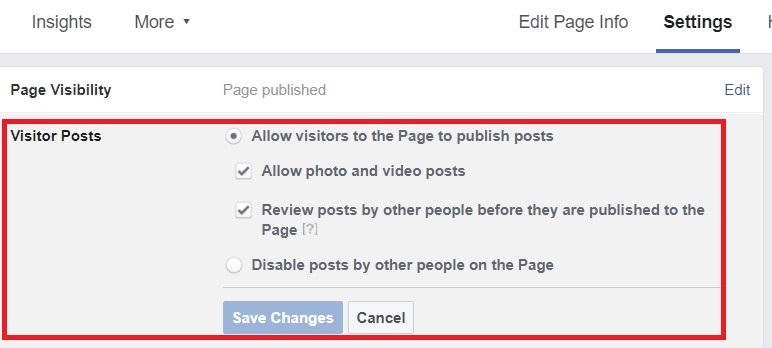 Insights More Edit Page Info Settings
Page Visibility Page published Edit
Visitor Posts Allow visitors to the Page to publish posts
Allow photo and video posts
Review posts by other people before they are published to the
Page [?]
Disable posts by other people on the Page
Save Changes Cancel